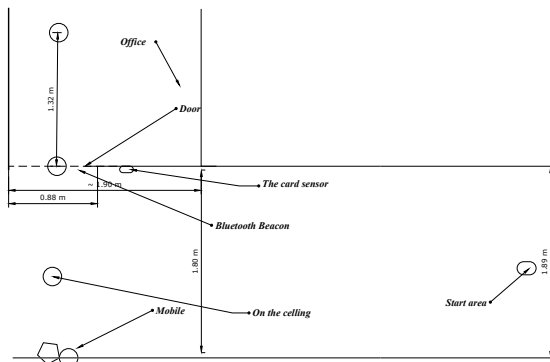 Office
1.32 m
Door
The card sensor
~ 1.90 m
0.88 m
Bluetooth Beacon
1.80 m
1.89 m
Start area
Mobile
On the celling